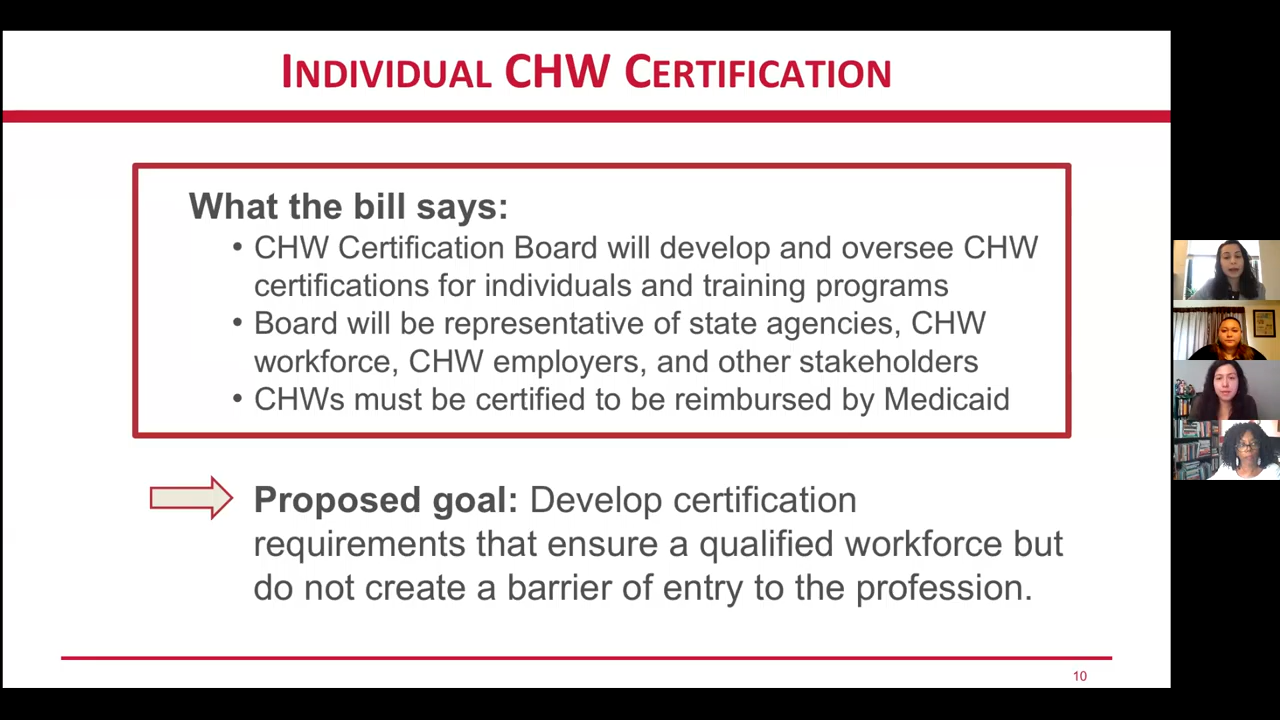 INDIVIDUAL CHW CERTIFICATION
What the bill says:
• CHW Certification Board will develop and oversee CHW
certifications for individuals and training programs
• Board will be representative of state agencies, CHW
workforce, CHW employers, and other stakeholders
• CHWs must be certified to be reimbursed by Medicaid
Proposed goal: Develop certification
requirements that ensure a qualified workforce but
do not create a barrier of entry to the profession.
10